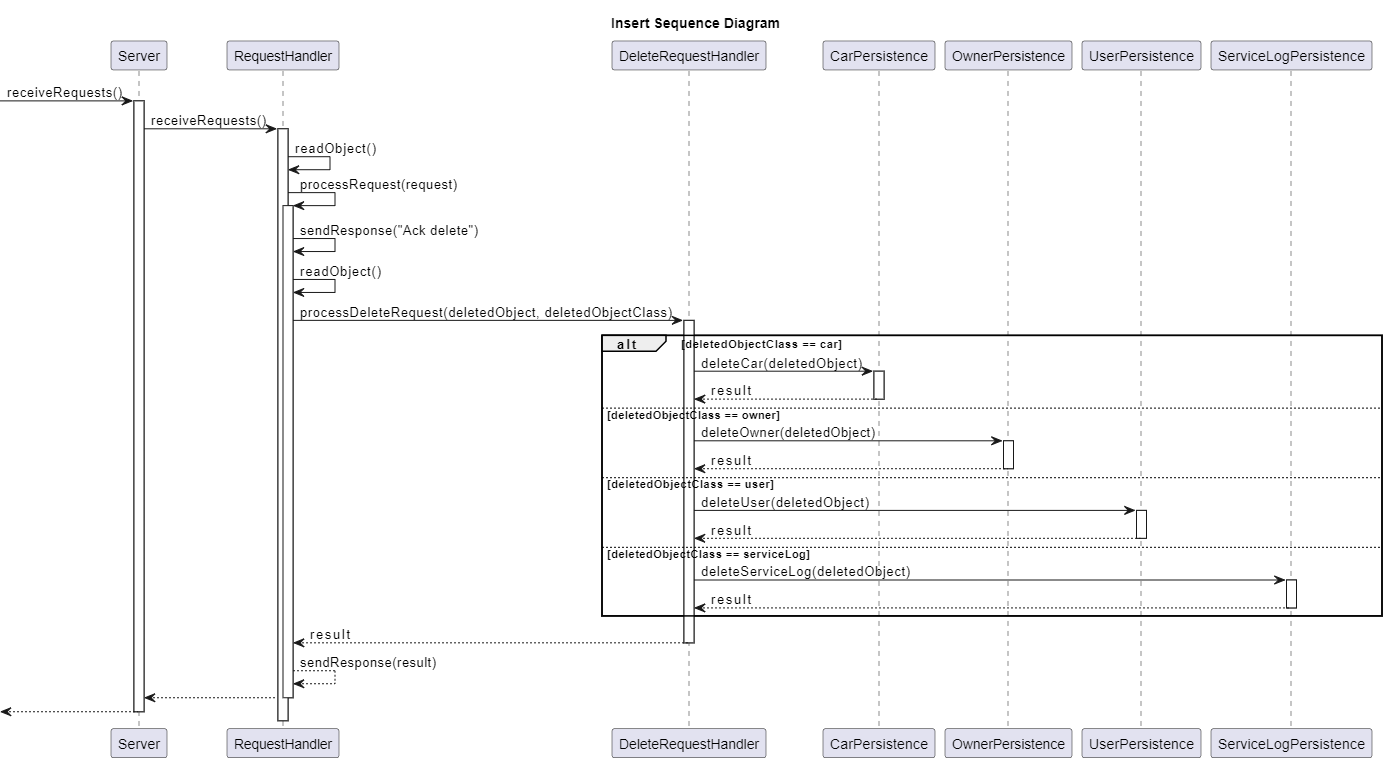 Insert Sequence Diagram
Server RequestHandler DeleteRequestHandler CarPersistence OwnerPersistence UserPersistence ServiceLogPersistence
receiveRequests()
receiveRequests()
readObject()
processRequest(request)
sendResponse("Ack delete")
readObject()
processDeleteRequest(deletedObject, deletedObjectClass)
alt [deletedObjectClass == car]
deleteCar(deletedObject)
result
[deletedObjectClass == owner]
deleteOwner(deletedObject)
result
[deletedObjectClass == user]
deleteUser(deletedObject)
result
[deletedObjectClass == serviceLog]
deleteServiceLog(deletedObject)
result
result
sendResponse(result)
Server RequestHandler DeleteRequestHandler CarPersistence OwnerPersistence UserPersistence ServiceLogPersistence